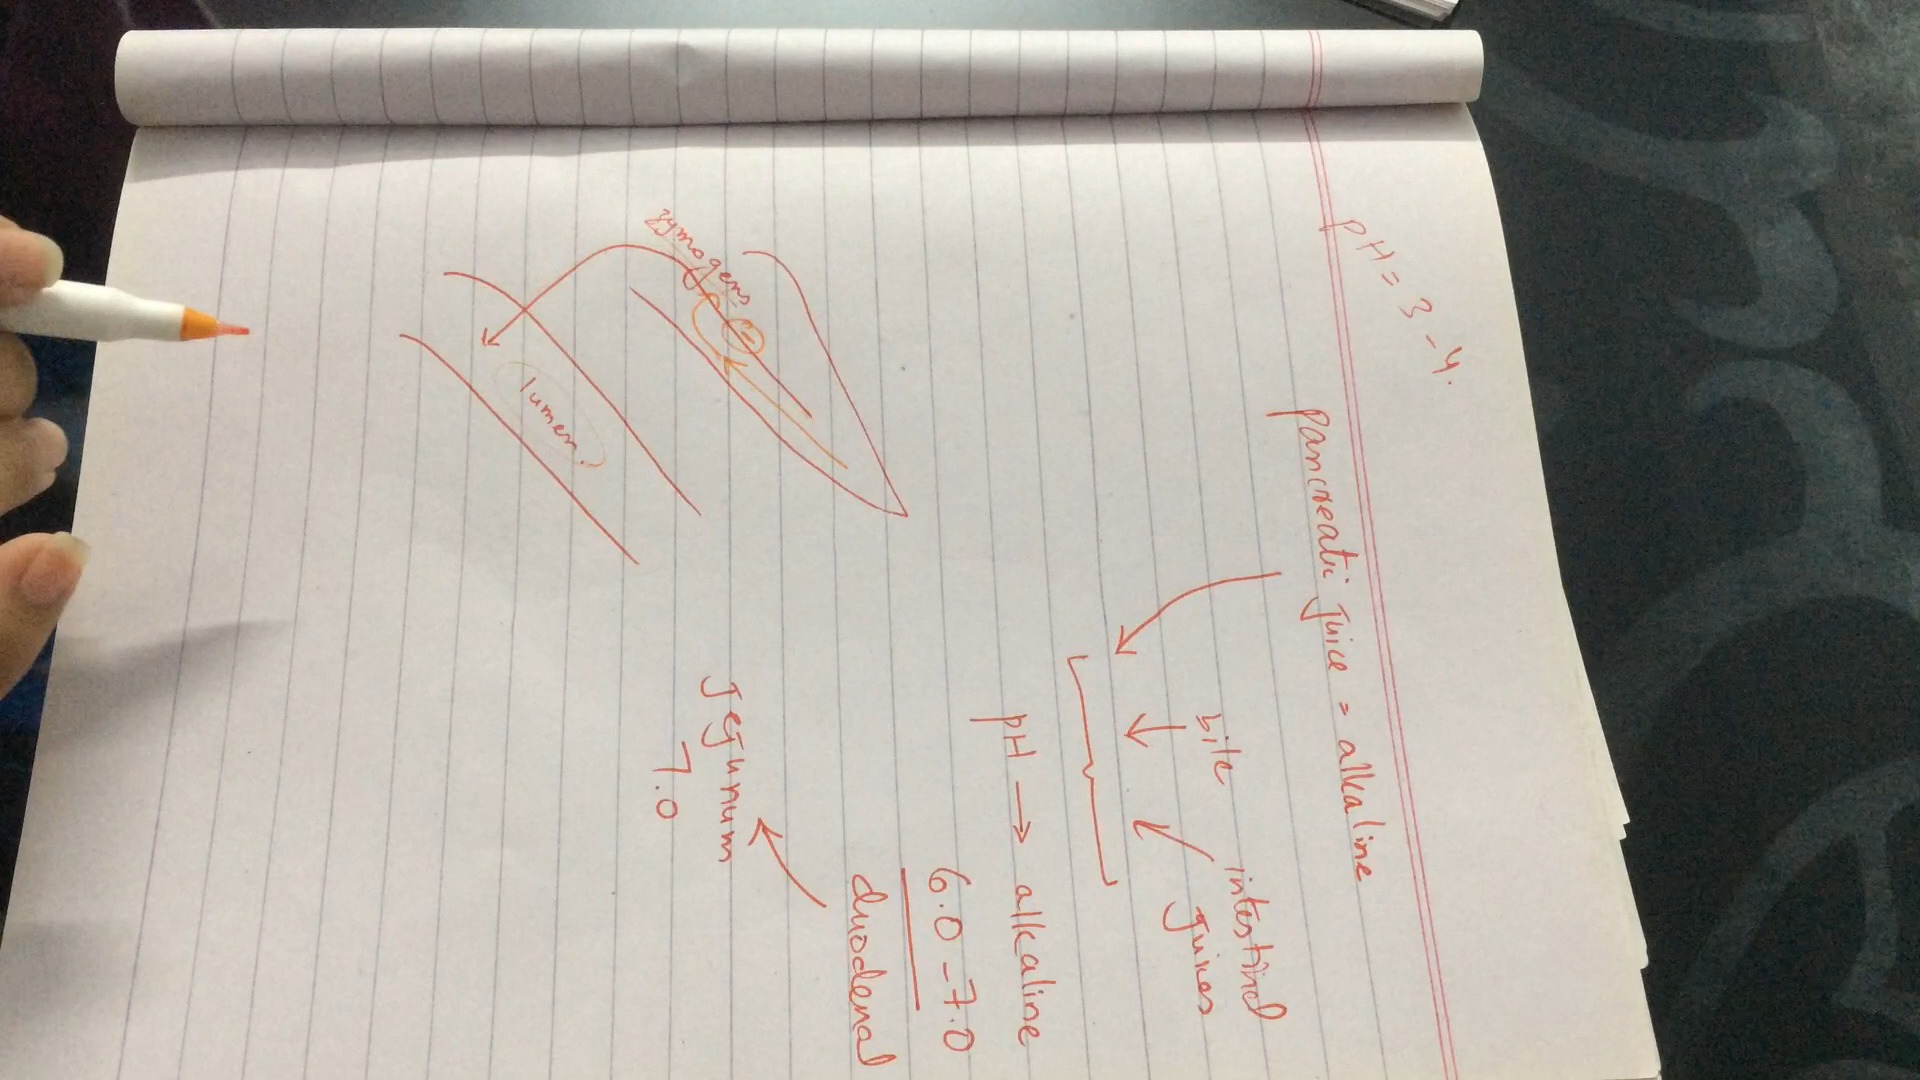 pH = 3 - 4.
pancreatic juice = alkaline
bile
intestinal
juices
pH → alkaline
6.0 - 7.0
duodenal
Jejunum
7.0
zymogens
lumen